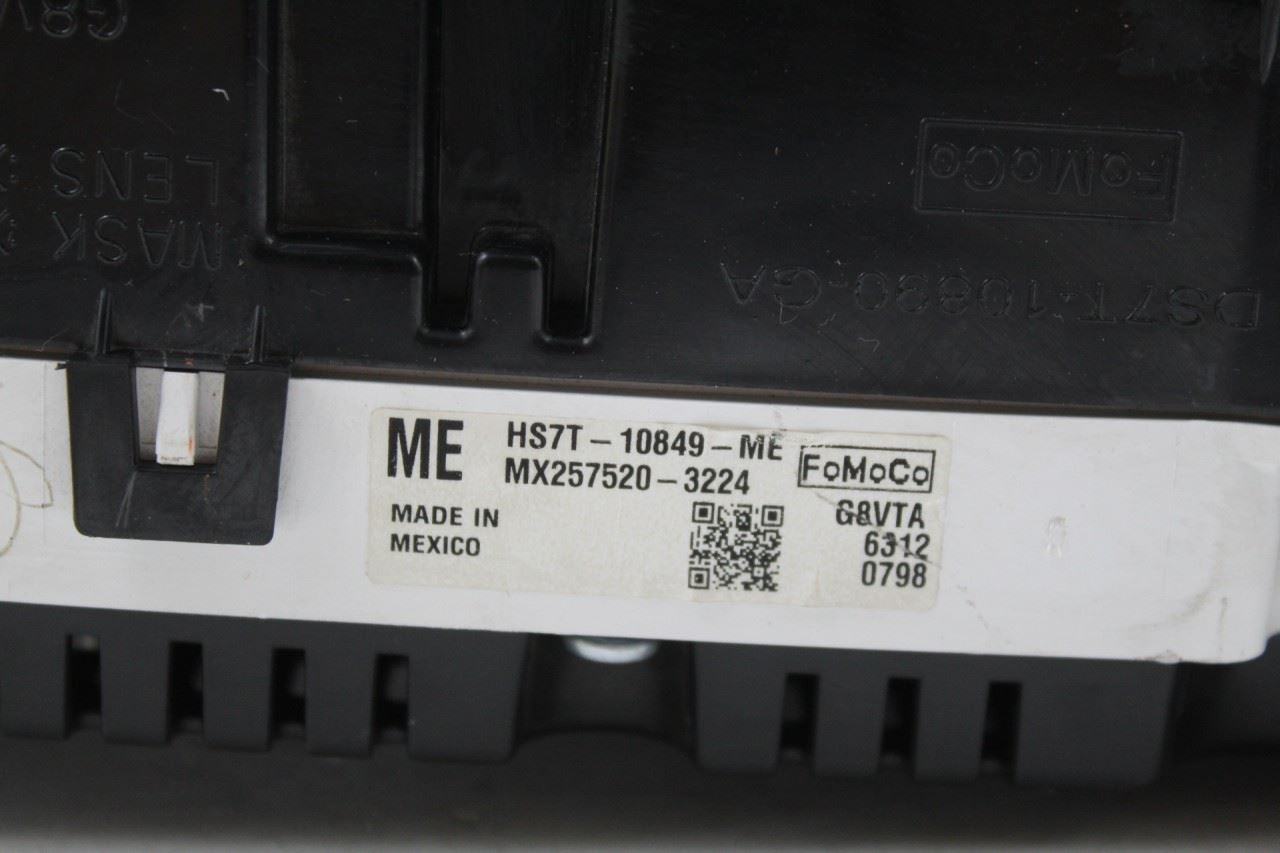 G8V
LENS
MASK
FoMoCo
DS7T-10890-GA
ME
HS7T-10849-ME
MX257520-3224
FoMoCo
MADE IN
MEXICO
G8VTA
6312
0798